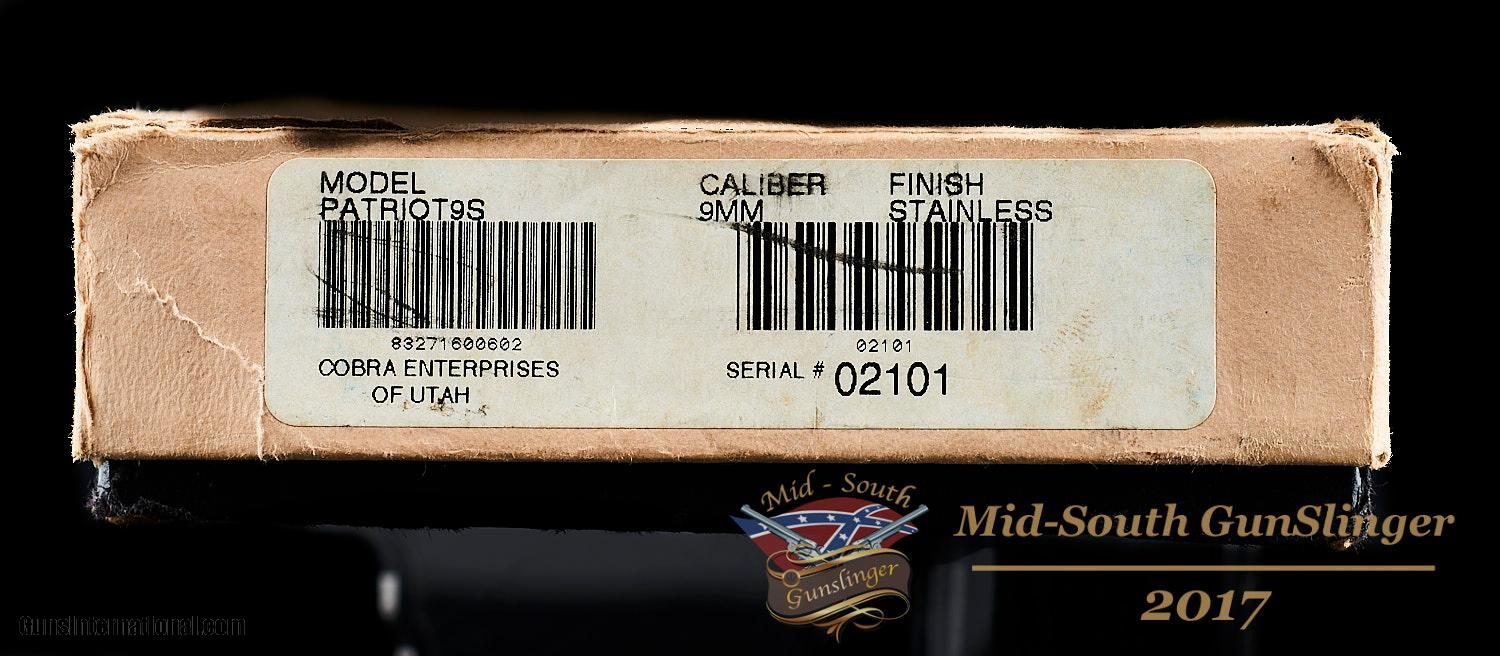 MODEL
PATRIOT9S
83271600602
COBRA ENTERPRISES
OF UTAH
CALIBER FINISH
9MM STAINLESS
02101
SERIAL # 02101
Mid - South
Gunslinger
Mid-South GunSlinger
2017
GunsInternational.com